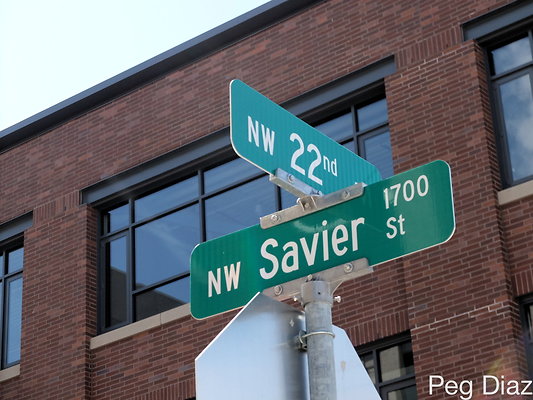 NW 22nd
NW Savier St 1700
Peg Diaz